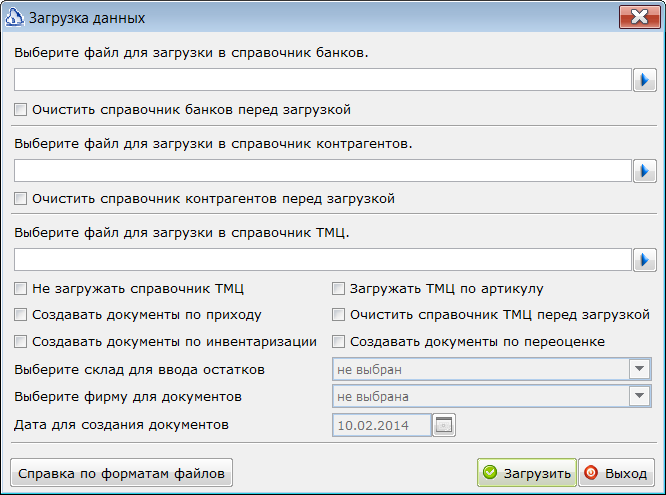 Загрузка данных
Выберите файл для загрузки в справочник банков.
Очистить справочник банков перед загрузкой
Выберите файл для загрузки в справочник контрагентов.
Очистить справочник контрагентов перед загрузкой
Выберите файл для загрузки в справочник ТМЦ.
Не загружать справочник ТМЦ
Загружать ТМЦ по артикулу
Создавать документы по приходу
Очистить справочник ТМЦ перед загрузкой
Создавать документы по инвентаризации
Создавать документы по переоценке
Выберите склад для ввода остатков
не выбран
Выберите фирму для документов
не выбрана
Дата для создания документов
10.02.2014
Справка по форматам файлов
Загрузить
Выход